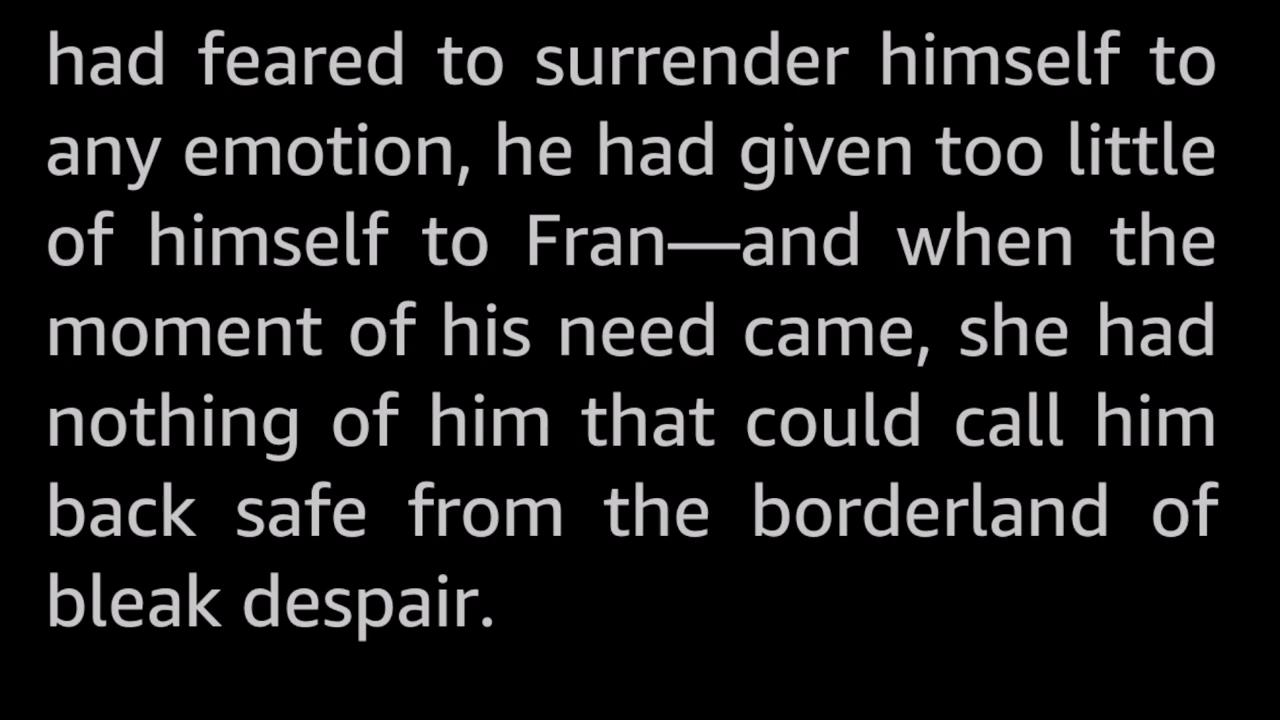 had feared to surrender himself to
any emotion, he had given too little
of himself to Fran—and when the
moment of his need came, she had
nothing of him that could call him
back safe from the borderland of
bleak despair.